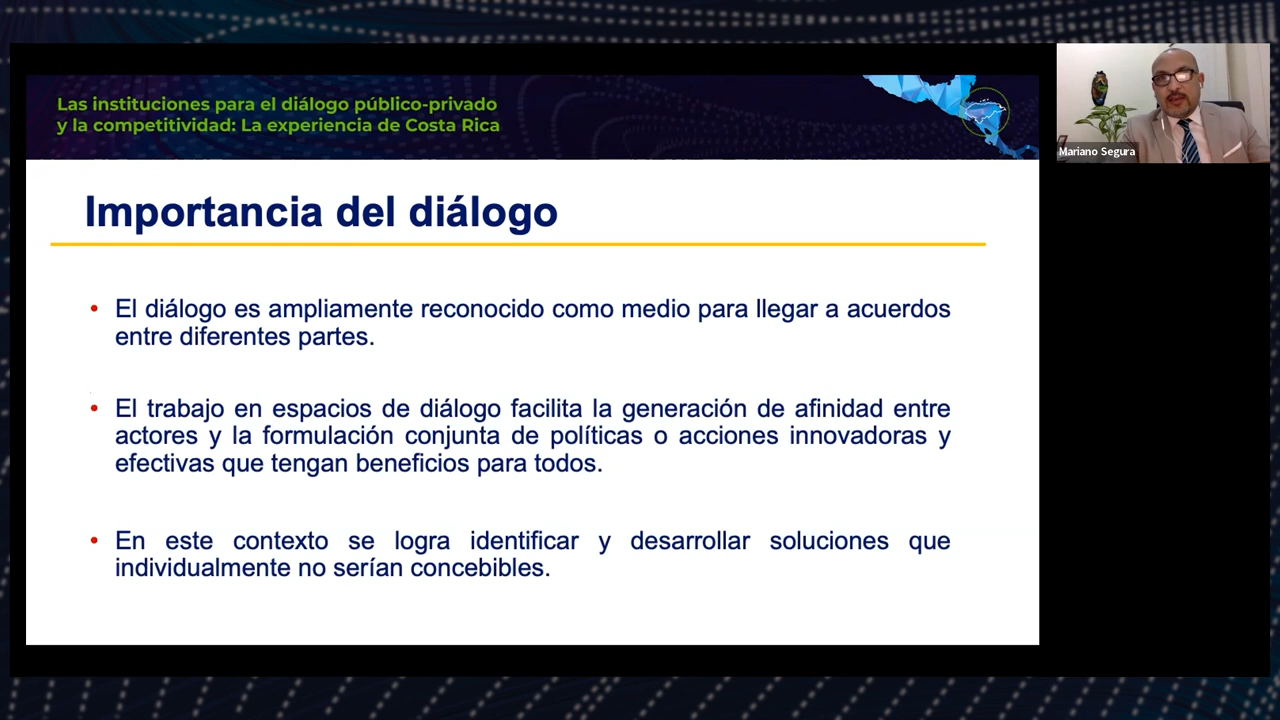 Las instituciones para el diálogo público-privado
y la competitividad: La experiencia de Costa Rica
Mariano Segura
Importancia del diálogo
• El diálogo es ampliamente reconocido como medio para llegar a acuerdos
entre diferentes partes.
• El trabajo en espacios de diálogo facilita la generación de afinidad entre
actores y la formulación conjunta de políticas o acciones innovadoras y
efectivas que tengan beneficios para todos.
• En este contexto se logra identificar y desarrollar soluciones que
individualmente no serían concebibles.